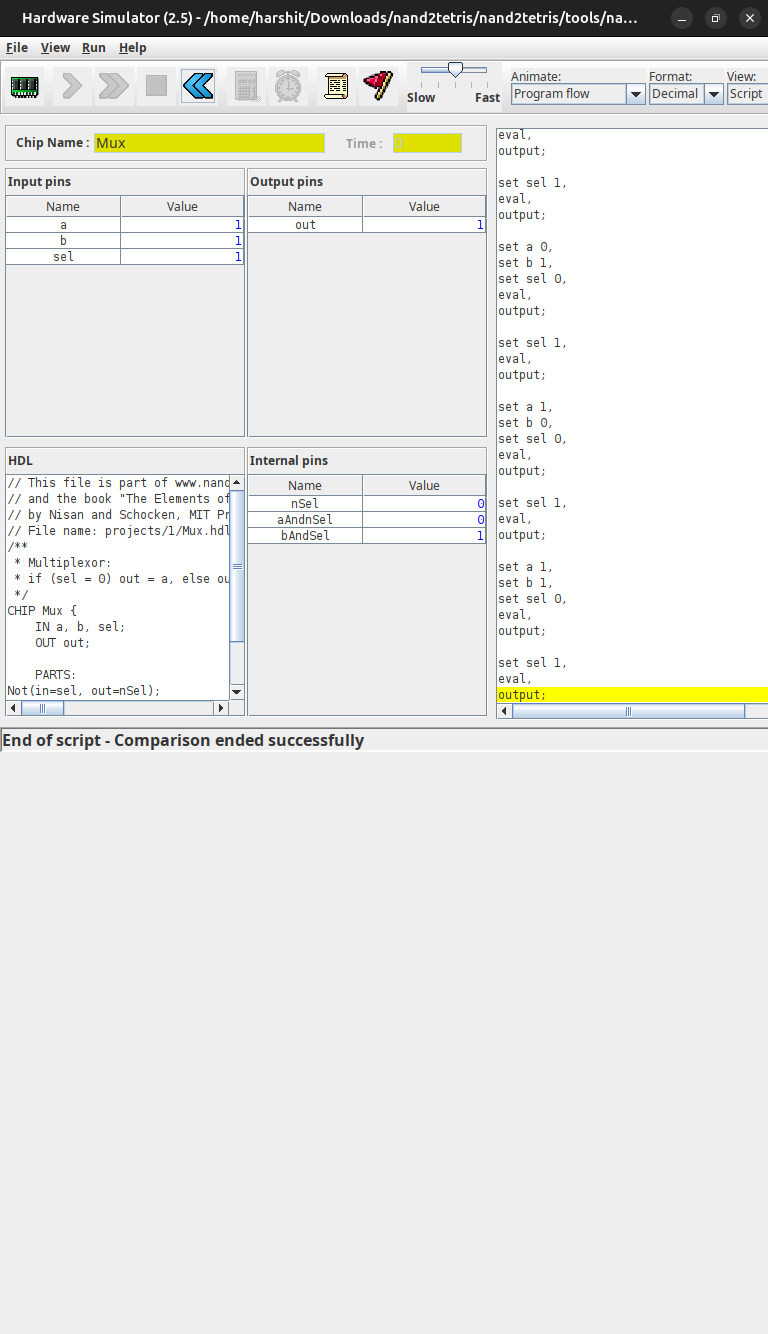 Hardware Simulator (2.5) - /home/harshit/Downloads/nand2tetris/nand2tetris/tools/na...
File View Run Help
Slow Fast
Animate: Format: View:
Program flow Decimal Script
Chip Name : Mux Time : 0
Input pins
Name Value
a 1
b 1
sel 1
Output pins
Name Value
out 1
HDL
// This file is part of www.nand
// and the book "The Elements of
// by Nisan and Schocken, MIT Pr
// File name: projects/1/Mux.hdl
/**
 * Multiplexor:
 * if (sel = 0) out = a, else ou
 */
CHIP Mux {
IN a, b, sel;
OUT out;
PARTS:
Not(in=sel, out=nSel);
Internal pins
Name Value
nSel 0
aAndnSel 0
bAndSel 1
eval,
output;
set sel 1,
eval,
output;
set a 0,
set b 1,
set sel 0,
eval,
output;
set sel 1,
eval,
output;
set a 1,
set b 0,
set sel 0,
eval,
output;
set sel 1,
eval,
output;
set a 1,
set b 1,
set sel 0,
eval,
output;
set sel 1,
eval,
output;
End of script - Comparison ended successfully